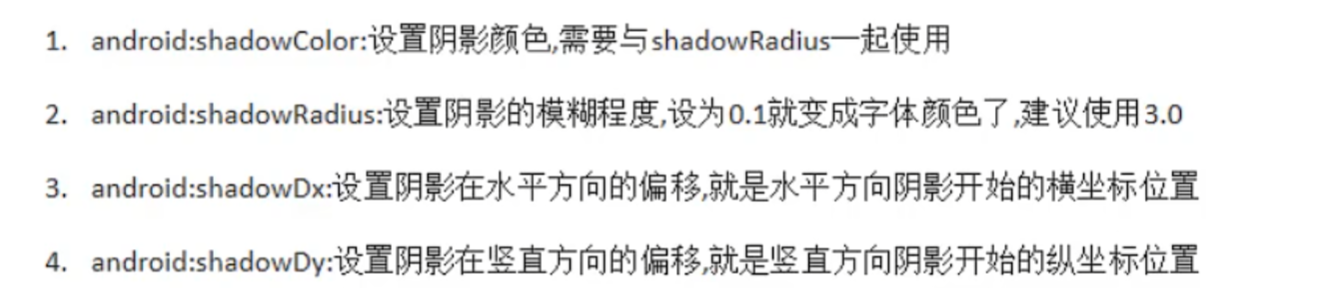 1. android:shadowColor:设置阴影颜色,需要与shadowRadius一起使用
2. android:shadowRadius:设置阴影的模糊程度,设为0.1就变成字体颜色了,建议使用3.0
3. android:shadowDx:设置阴影在水平方向的偏移,就是水平方向阴影开始的横坐标位置
4. android:shadowDy:设置阴影在竖直方向的偏移,就是竖直方向阴影开始的纵坐标位置